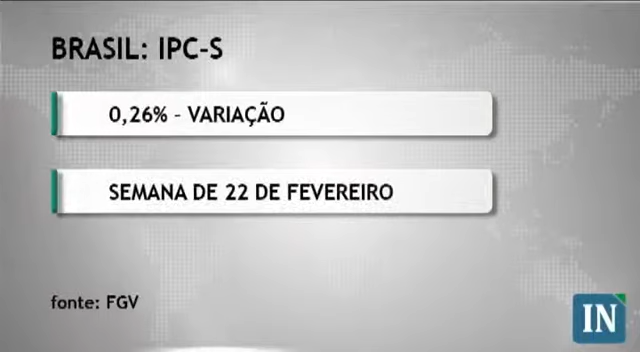 BRASIL: IPC-S
0,26% - VARIAÇÃO
SEMANA DE 22 DE FEVEREIRO
fonte: FGV
IN